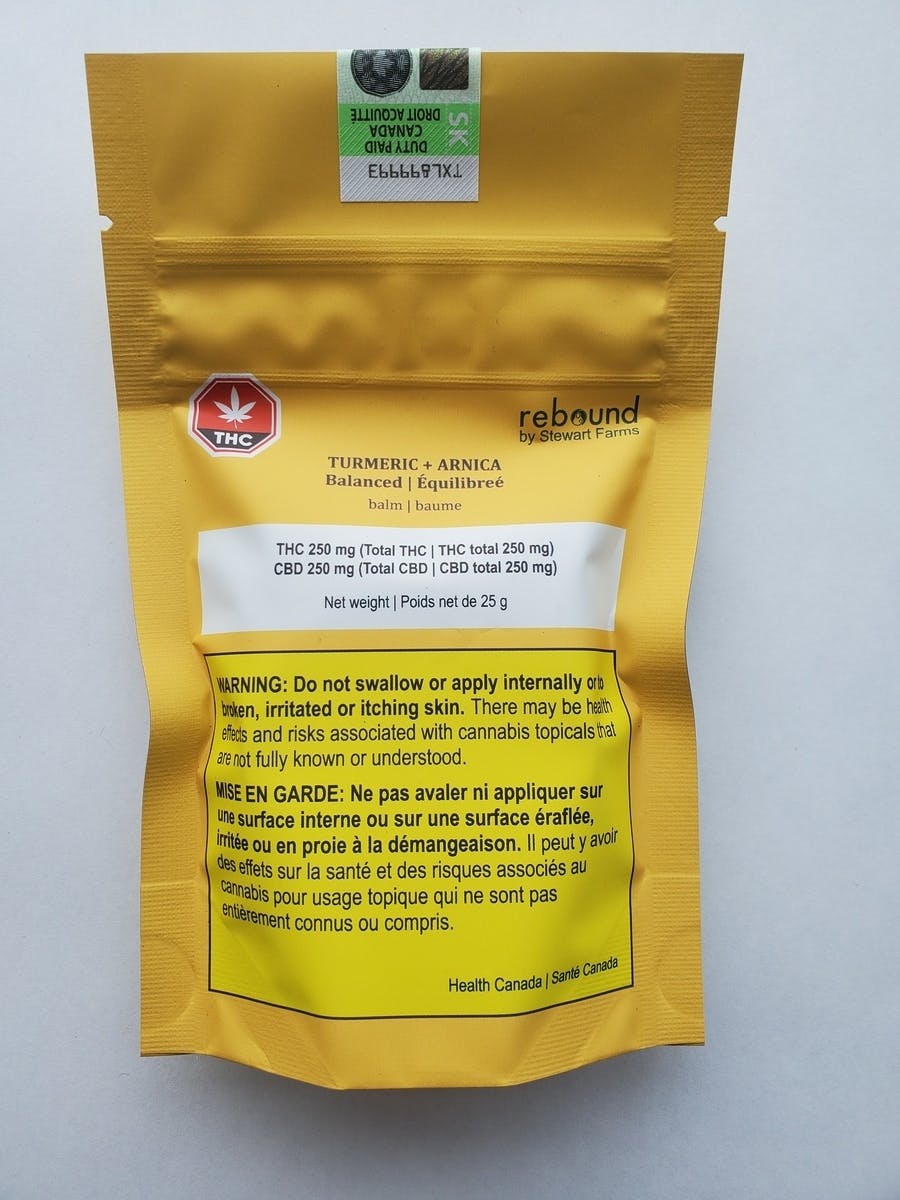 TXL899993
DUTY PAID
CANADA
DROIT ACQUITTÉ
SK
THC
rebound
by Stewart Farms
TURMERIC + ARNICA
Balanced | Équilibreé
balm | baume
THC 250 mg (Total THC | THC total 250 mg)
CBD 250 mg (Total CBD | CBD total 250 mg)
Net weight | Poids net de 25 g
WARNING: Do not swallow or apply internally or to
broken, irritated or itching skin. There may be health
effects and risks associated with cannabis topicals that
are not fully known or understood.
MISE EN GARDE: Ne pas avaler ni appliquer sur
une surface interne ou sur une surface éraflée,
irritée ou en proie à la démangeaison. Il peut y avoir
des effets sur la santé et des risques associés au
cannabis pour usage topique qui ne sont pas
entièrement connus ou compris.
Health Canada | Santé Canada